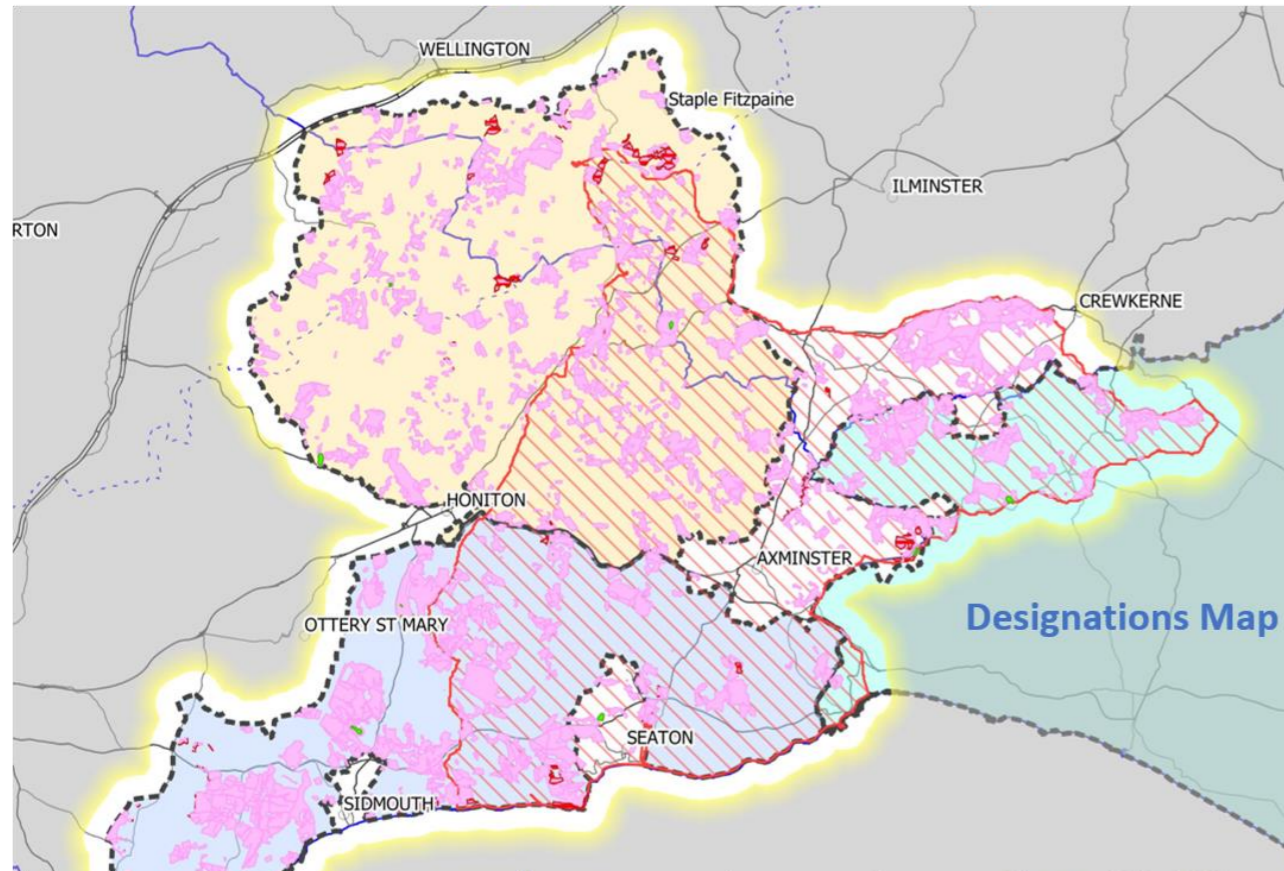 WELLINGTON
Staple Fitzpaine
ILMINSTER
RTON
CREWKERNE
HONITON
AXMINSTER
OTTERY ST MARY
Designations Map
SEATON
SIDMOUTH